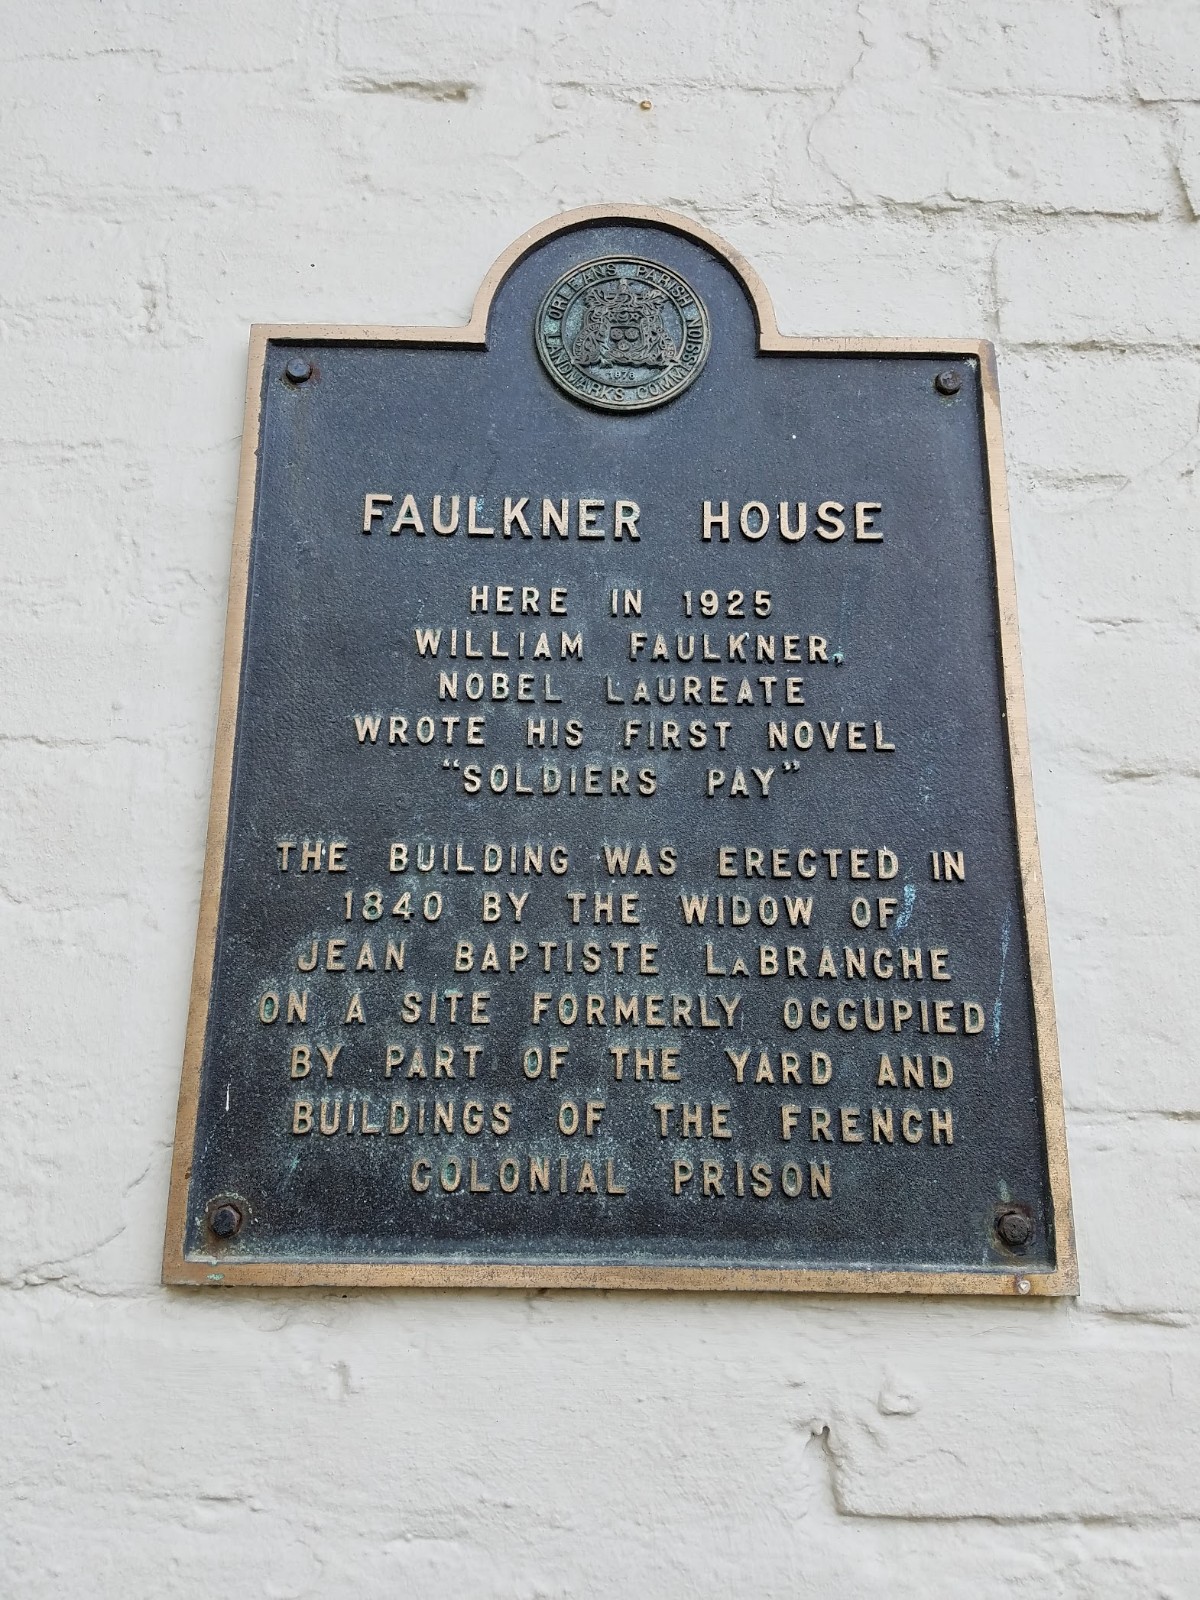 ORLEANS PARISH
LANDMARKS COMMISSION
FAULKNER HOUSE
HERE IN 1925
WILLIAM FAULKNER,
NOBEL LAUREATE
WROTE HIS FIRST NOVEL
“SOLDIERS PAY”
THE BUILDING WAS ERECTED IN
1840 BY THE WIDOW OF
JEAN BAPTISTE LABRANCHE
ON A SITE FORMERLY OCCUPIED
BY PART OF THE YARD AND
BUILDINGS OF THE FRENCH
COLONIAL PRISON